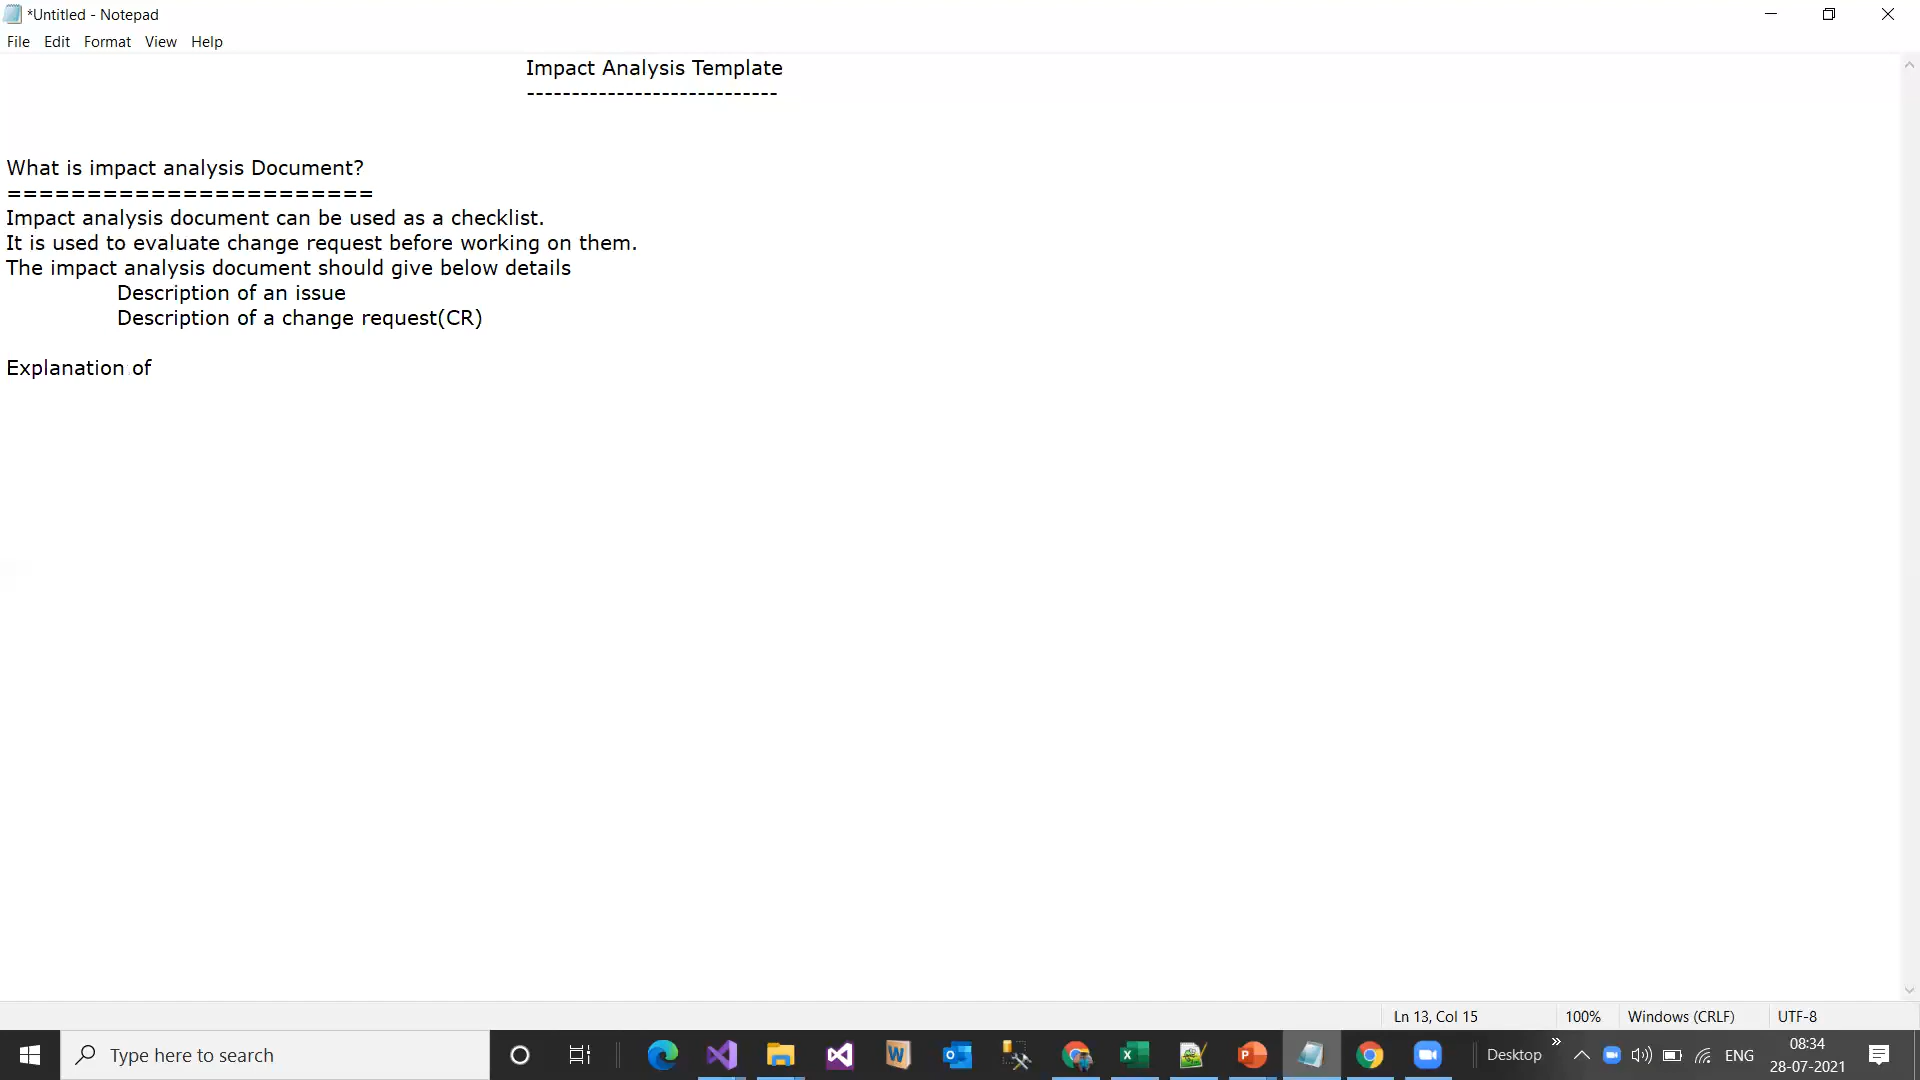 *Untitled - Notepad
File Edit Format View Help
Impact Analysis Template
----------------------------
What is impact analysis Document?
=======================
Impact analysis document can be used as a checklist.
It is used to evaluate change request before working on them.
The impact analysis document should give below details
Description of an issue
Description of a change request(CR)
Explanation of
Ln 13, Col 15 100% Windows (CRLF) UTF-8
Type here to search
Desktop
ENG
08:34
28-07-2021